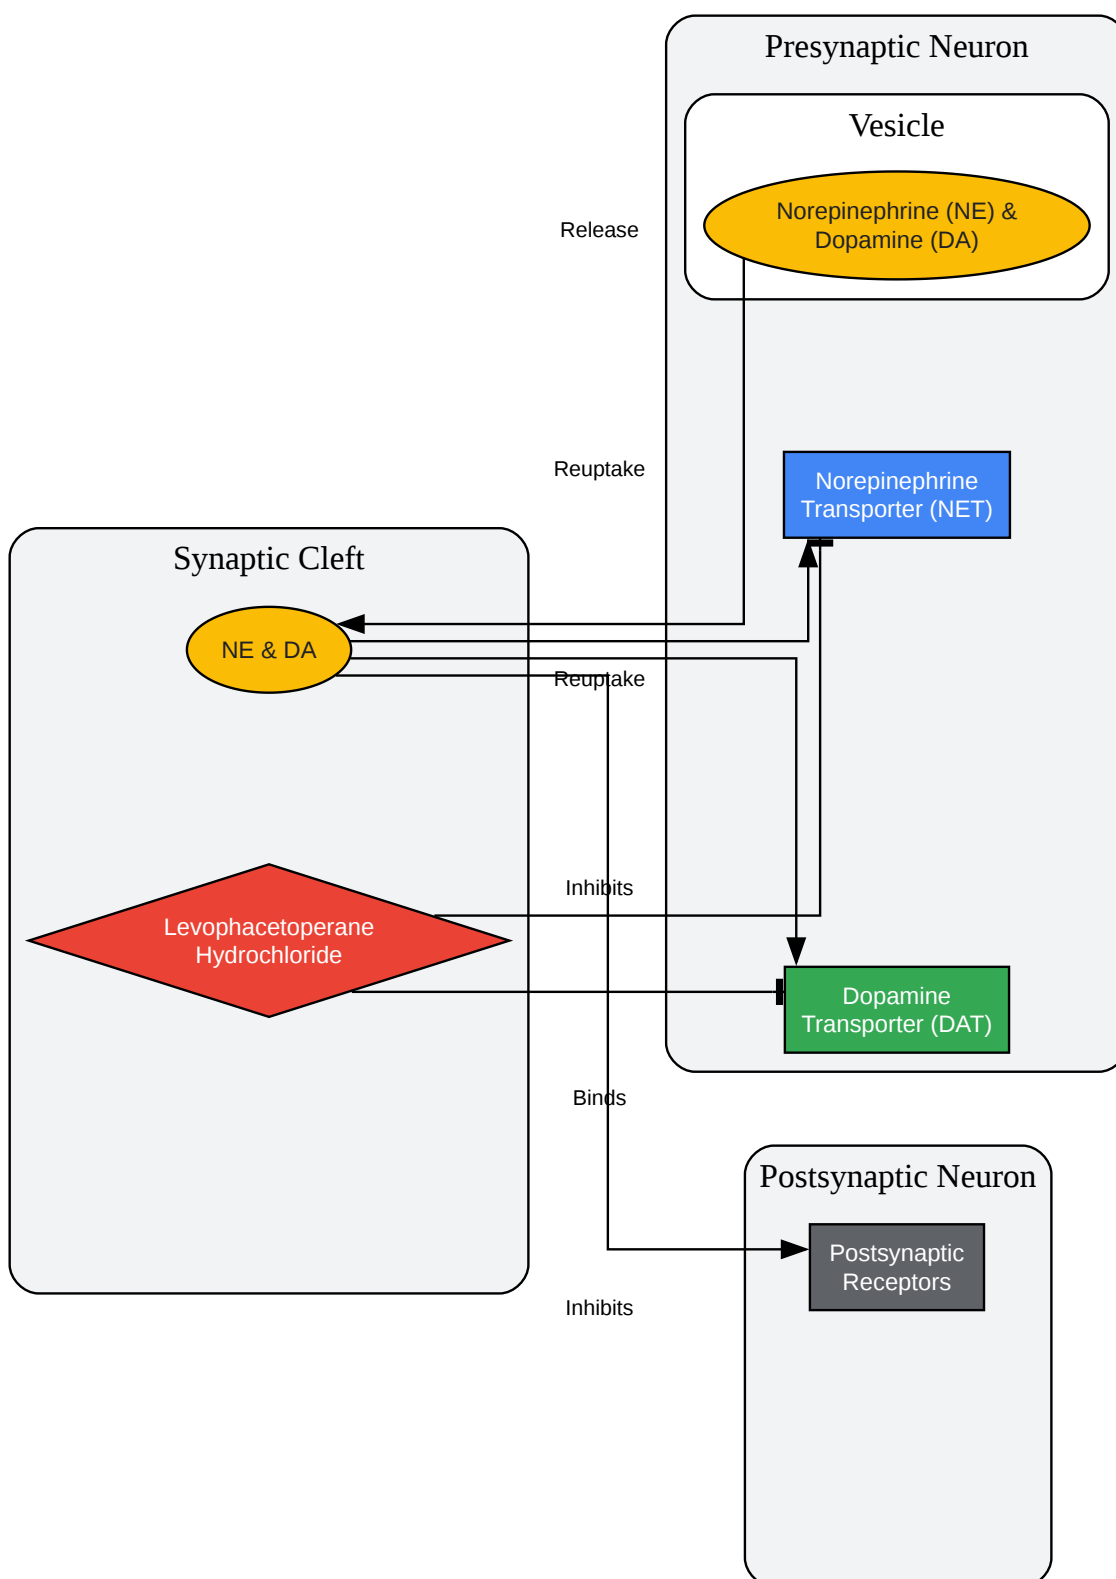 Presynaptic Neuron
Vesicle
Norepinephrine (NE) &
Dopamine (DA)
Release
Reuptake
Norepinephrine
Transporter (NET)
Synaptic Cleft
NE & DA
Reuptake
Inhibits
Levophacetoperane
Hydrochloride
Dopamine
Transporter (DAT)
Binds
Postsynaptic Neuron
Postsynaptic
Receptors
Inhibits